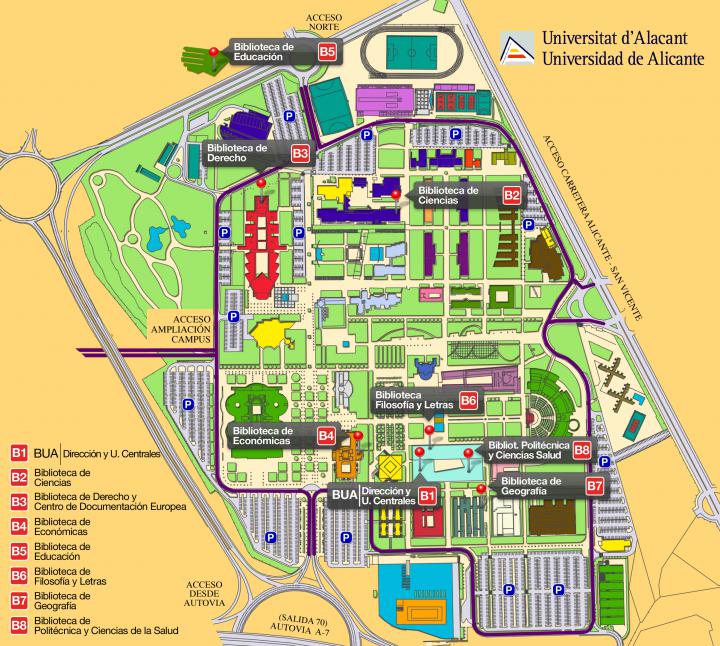 ACCESO
NORTE
Universitat d'Alacant
Universidad de Alicante
Biblioteca de
Educación
B5
P
P
P
ACCESO CARRETERA ALICANTE - SAN VICENTE
Biblioteca de
Derecho
B3
Biblioteca de
Ciencias
B2
P
P
P
P
ACCESO
AMPLIACIÓN
CAMPUS
P
Biblioteca
Filosofía y Letras
B6
Biblioteca de
Económicas
B4
Bibliot. Politécnica
y Ciencias Salud
B8
P
BUA Dirección y
U. Centrales
B1
Biblioteca de
Geografía
B7
P
P
P
P
ACCESO
DESDE
AUTOVIA
(SALIDA 70)
AUTOVIA A-7
B1 BUA Dirección y U. Centrales
B2 Biblioteca de
Ciencias
B3 Biblioteca de Derecho y
Centro de Documentación Europea
B4 Biblioteca de
Económicas
B5 Biblioteca de
Educación
B6 Biblioteca de
Filosofía y Letras
B7 Biblioteca de
Geografía
B8 Biblioteca de
Politécnica y Ciencias de la Salud